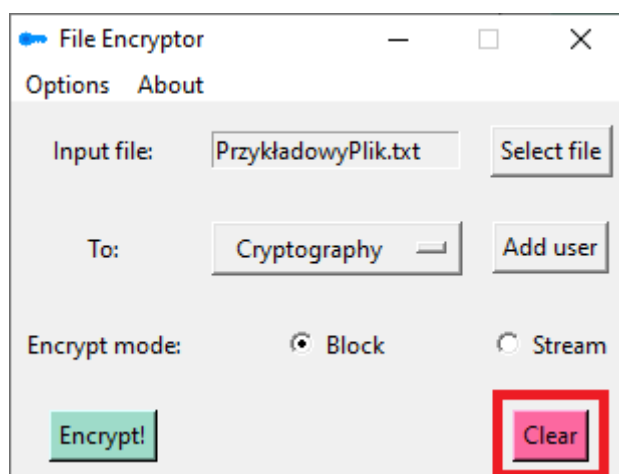 File Encryptor
Options About
Input file: PrzykładowyPlik.txt Select file
To: Cryptography Add user
Encrypt mode: Block Stream
Encrypt! Clear